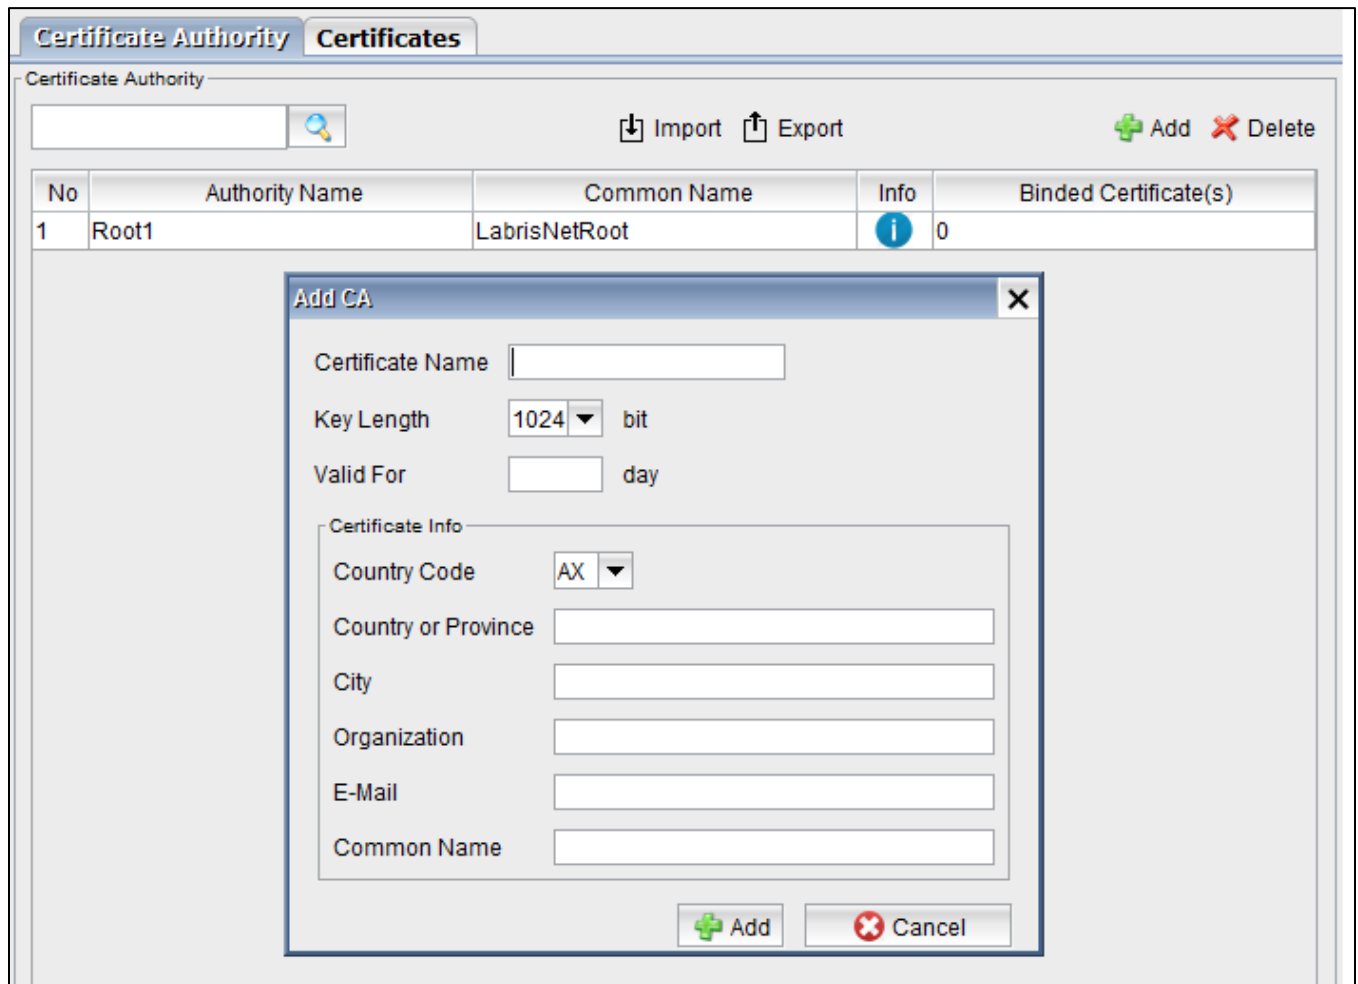 Certificate Authority Certificates
Certificate Authority
Import Export Add Delete
No Authority Name Common Name Info Binded Certificate(s)
1 Root1 LabrisNetRoot i 0
Add CA
Certificate Name
Key Length 1024 bit
Valid For day
Certificate Info
Country Code AX
Country or Province
City
Organization
E-Mail
Common Name
Add Cancel